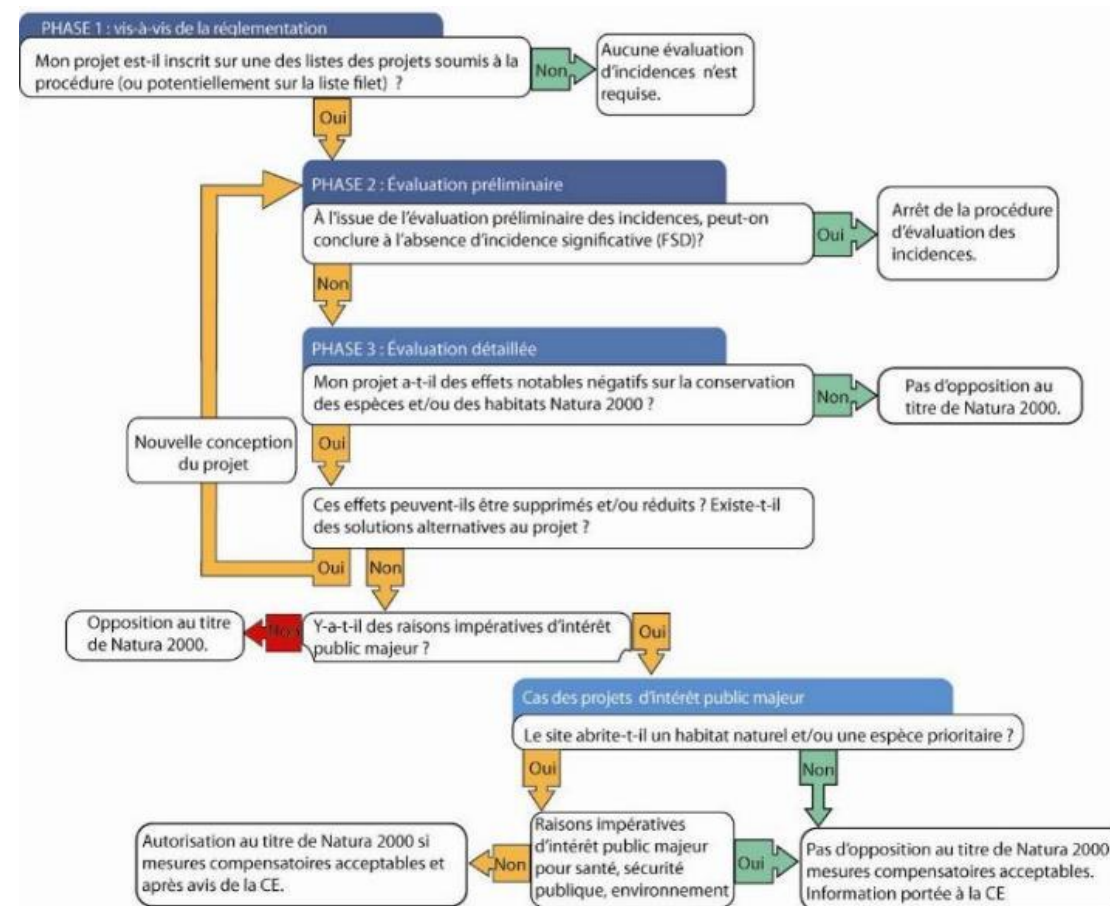 PHASE 1 : vis-à-vis de la réglementation
Mon projet est-il inscrit sur une des listes des projets soumis à la
procédure (ou potentiellement sur la liste filet) ?
Non
Aucune évaluation
d'incidences n'est
requise.
Oui
PHASE 2 : Évaluation préliminaire
À l'issue de l'évaluation préliminaire des incidences, peut-on
conclure à l'absence d'incidence significative (FSD)?
Oui
Arrêt de la procédure
d'évaluation des
incidences.
Non
PHASE 3 : Évaluation détaillée
Mon projet a-t-il des effets notables négatifs sur la conservation
des espèces et/ou des habitats Natura 2000 ?
Non
Pas d'opposition au
titre de Natura 2000.
Nouvelle conception
du projet
Oui
Ces effets peuvent-ils être supprimés et/ou réduits ? Existe-t-il
des solutions alternatives au projet ?
Oui
Non
Opposition au titre
de Natura 2000.
Non
Y-a-t-il des raisons impératives d'intérêt
public majeur ?
Oui
Cas des projets d'intérêt public majeur
Le site abrite-t-il un habitat naturel et/ou une espèce prioritaire ?
Oui
Non
Autorisation au titre de Natura 2000 si
mesures compensatoires acceptables et
après avis de la CE.
Non
Raisons impératives
d'intérêt public majeur
pour santé, sécurité
publique, environnement
Oui
Pas d'opposition au titre de Natura 2000
mesures compensatoires acceptables.
Information portée à la CE